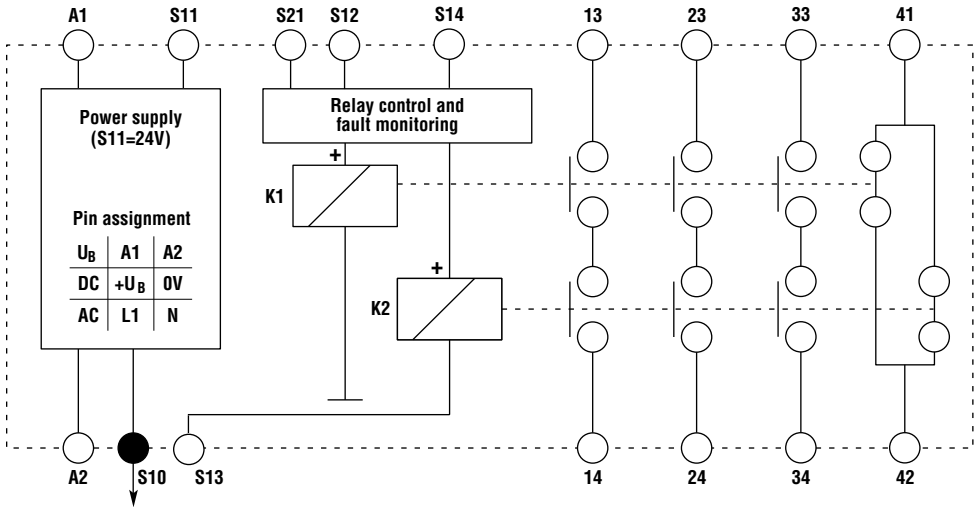 A1 S11 S21 S12 S14 13 23 33 41
Power supply
(S11=24V)
Relay control and
fault monitoring
+
K1
Pin assignment
UB A1 A2
DC +UB 0V
AC L1 N
+
K2
A2 S10 S13 14 24 34 42